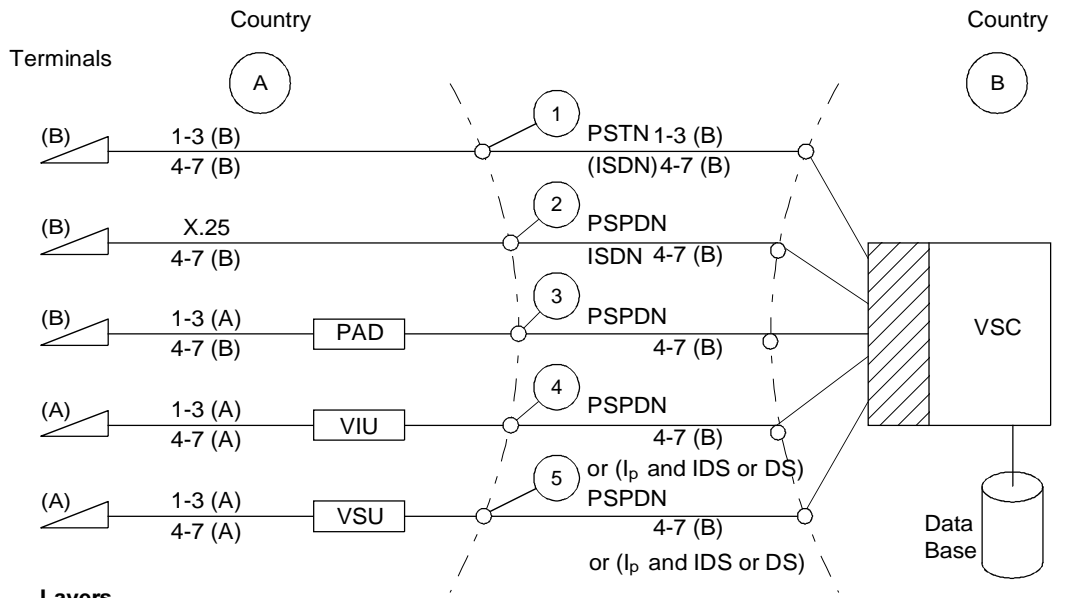 Country Country
Terminals
A B
1
(B) 1-3 (B) PSTN 1-3 (B)
4-7 (B) (ISDN) 4-7 (B)
2
(B) X.25 PSPDN
4-7 (B) ISDN 4-7 (B)
3
(B) 1-3 (A) PSPDN
4-7 (B) PAD 4-7 (B)
VSC
4
(A) 1-3 (A) PSPDN
4-7 (A) VIU 4-7 (B)
or (Ip and IDS or DS)
5
(A) 1-3 (A) PSPDN
4-7 (A) VSU 4-7 (B)
or (Ip and IDS or DS)
Data
Base
Layers